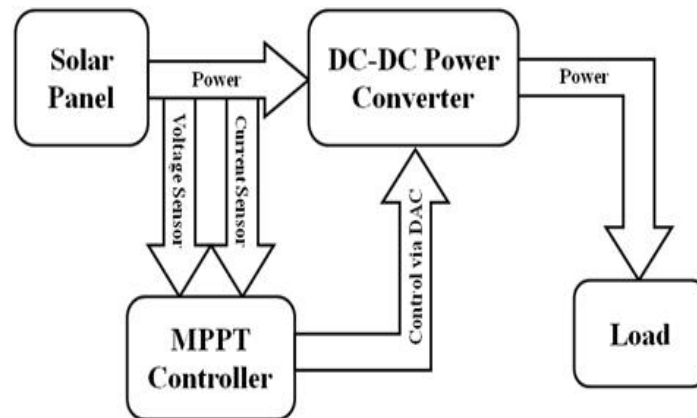 Solar
Panel
Power
DC-DC Power
Converter
Power
Voltage Sensor
Current Sensor
Control via DAC
MPPT
Controller
Load